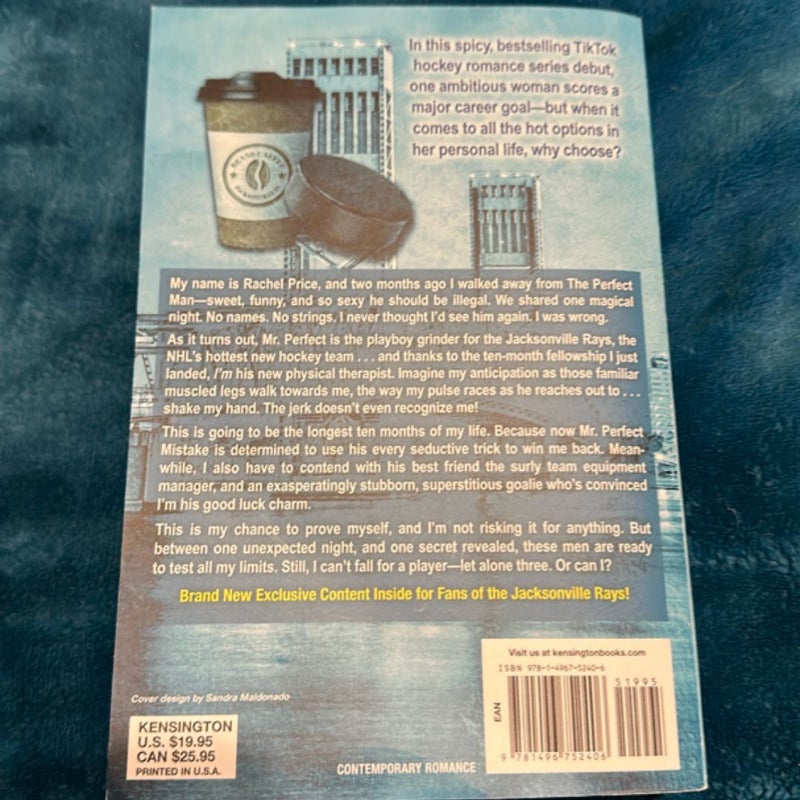 In this spicy, bestselling TikTok
hockey romance series debut,
one ambitious woman scores a
major career goal—but when it
comes to all the hot options in
her personal life, why choose?
My name is Rachel Price, and two months ago I walked away from The Perfect
Man—sweet, funny, and so sexy he should be illegal. We shared one magical
night. No names. No strings. I never thought I'd see him again. I was wrong.
As it turns out, Mr. Perfect is the playboy grinder for the Jacksonville Rays, the
NHL's hottest new hockey team . . . and thanks to the ten-month fellowship I just
landed, I'm his new physical therapist. Imagine my anticipation as those familiar
muscled legs walk towards me, the way my pulse races as he reaches out to . . .
shake my hand. The jerk doesn't even recognize me!
This is going to be the longest ten months of my life. Because now Mr. Perfect
Mistake is determined to use his every seductive trick to win me back. Mean-
while, I also have to contend with his best friend the surly team equipment
manager, and an exasperatingly stubborn, superstitious goalie who's convinced
I'm his good luck charm.
This is my chance to prove myself, and I'm not risking it for anything. But
between one unexpected night, and one secret revealed, these men are ready
to test all my limits. Still, I can't fall for a player—let alone three. Or can I?
Brand New Exclusive Content Inside for Fans of the Jacksonville Rays!
Visit us at kensingtonbooks.com
ISBN 978-1-4967-5240-6
51995
EAN
9 781496 752406
Cover design by Sandra Maldonado
KENSINGTON
U.S. $19.95
CAN $25.95
PRINTED IN U.S.A.
CONTEMPORARY ROMANCE